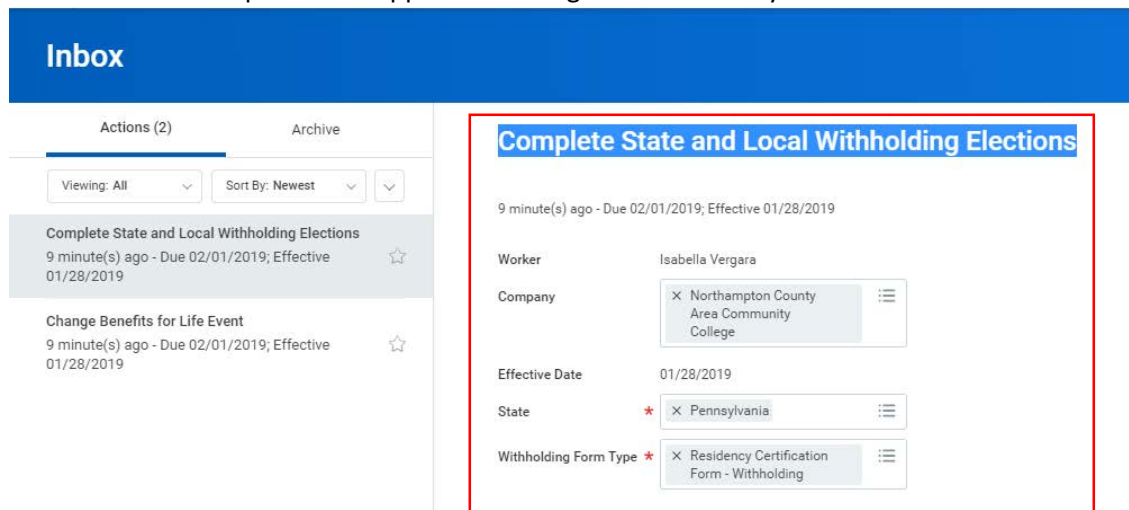 Inbox
Actions (2)
Archive
Viewing: All
Sort By: Newest
Complete State and Local Withholding Elections
9 minute(s) ago - Due 02/01/2019; Effective
01/28/2019
Change Benefits for Life Event
9 minute(s) ago - Due 02/01/2019; Effective
01/28/2019
Complete State and Local Withholding Elections
9 minute(s) ago - Due 02/01/2019; Effective 01/28/2019
Worker Isabella Vergara
Company × Northampton County
Area Community
College
Effective Date 01/28/2019
State * × Pennsylvania
Withholding Form Type * × Residency Certification
Form - Withholding